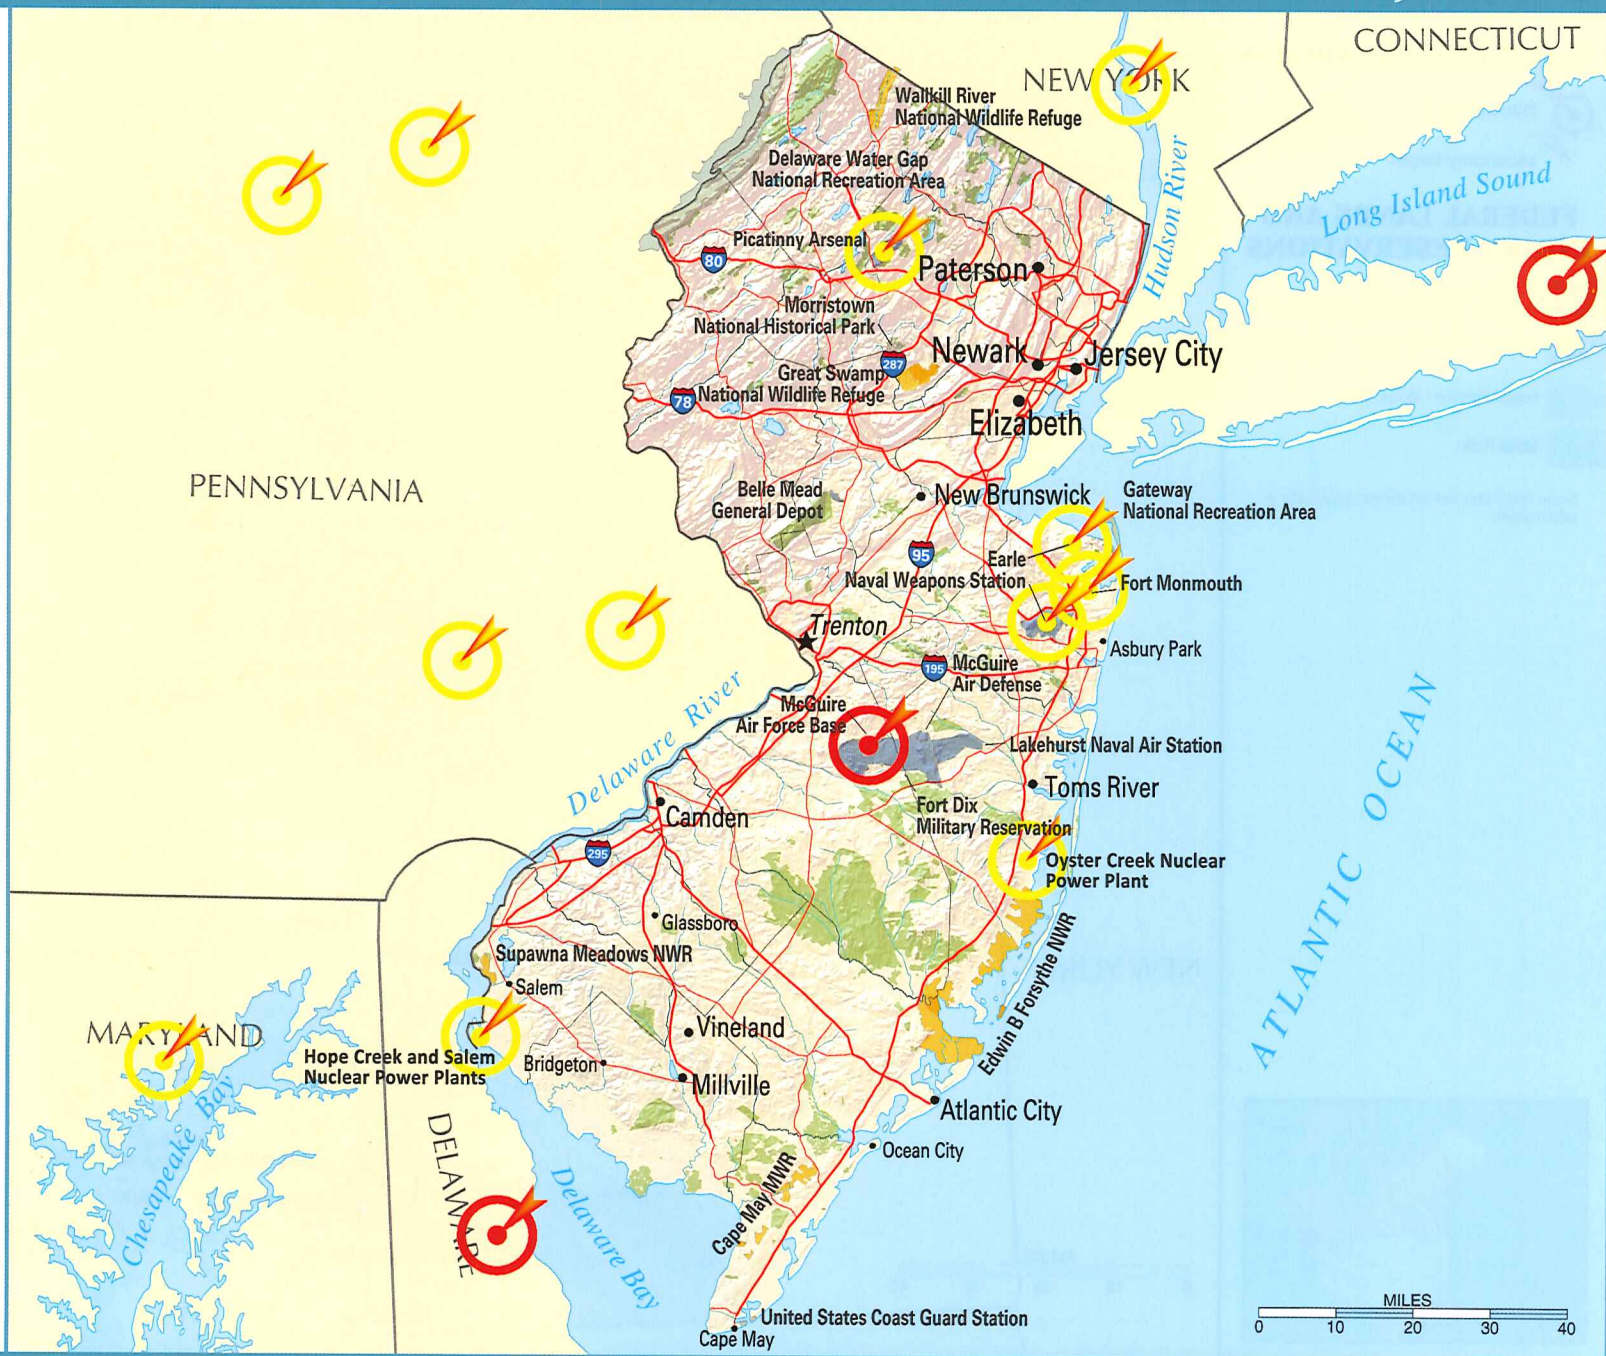 CONNECTICUT
NEW YORK
Wallkill River
National Wildlife Refuge
Hudson River
Delaware Water Gap
National Recreation Area
Long Island Sound
Picatinny Arsenal
80
Paterson
Morristown
National Historical Park
Newark
Jersey City
287
Great Swamp
National Wildlife Refuge
78
Elizabeth
PENNSYLVANIA
Belle Mead
General Depot
New Brunswick
Gateway
National Recreation Area
95
Earle
Naval Weapons Station
Fort Monmouth
Trenton
Asbury Park
195
McGuire
Air Defense
Delaware River
McGuire
Air Force Base
Lakehurst Naval Air Station
ATLANTIC OCEAN
Toms River
Fort Dix
Military Reservation
Camden
295
Oyster Creek Nuclear
Power Plant
Glassboro
Edwin B Forsythe NWR
Supawna Meadows NWR
Salem
MARYLAND
Vineland
Hope Creek and Salem
Nuclear Power Plants
Bridgeton
Millville
Chesapeake Bay
Atlantic City
DELAWARE
Ocean City
Delaware Bay
Cape May MWR
MILES
0 10 20 30 40
United States Coast Guard Station
Cape May